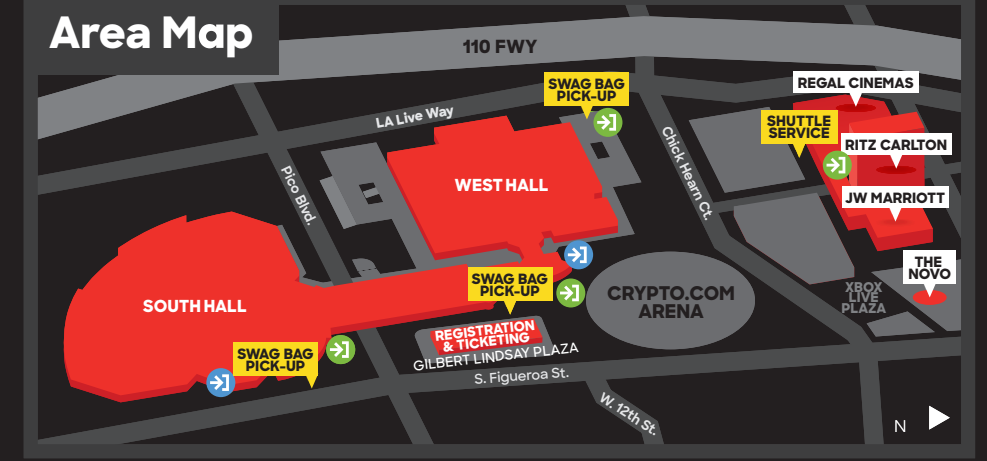 Area Map
110 FWY
SWAG BAG
PICK-UP
REGAL CINEMAS
LA Live Way
SHUTTLE
SERVICE
RITZ CARLTON
Chick Hearn Ct.
WEST HALL
Pico Blvd.
JW MARRIOTT
THE
NOVO
SWAG BAG
PICK-UP
CRYPTO.COM
ARENA
XBOX
LIVE
PLAZA
SOUTH HALL
REGISTRATION
& TICKETING
GILBERT LINDSAY PLAZA
SWAG BAG
PICK-UP
S. Figueroa St.
W. 12th St.
N